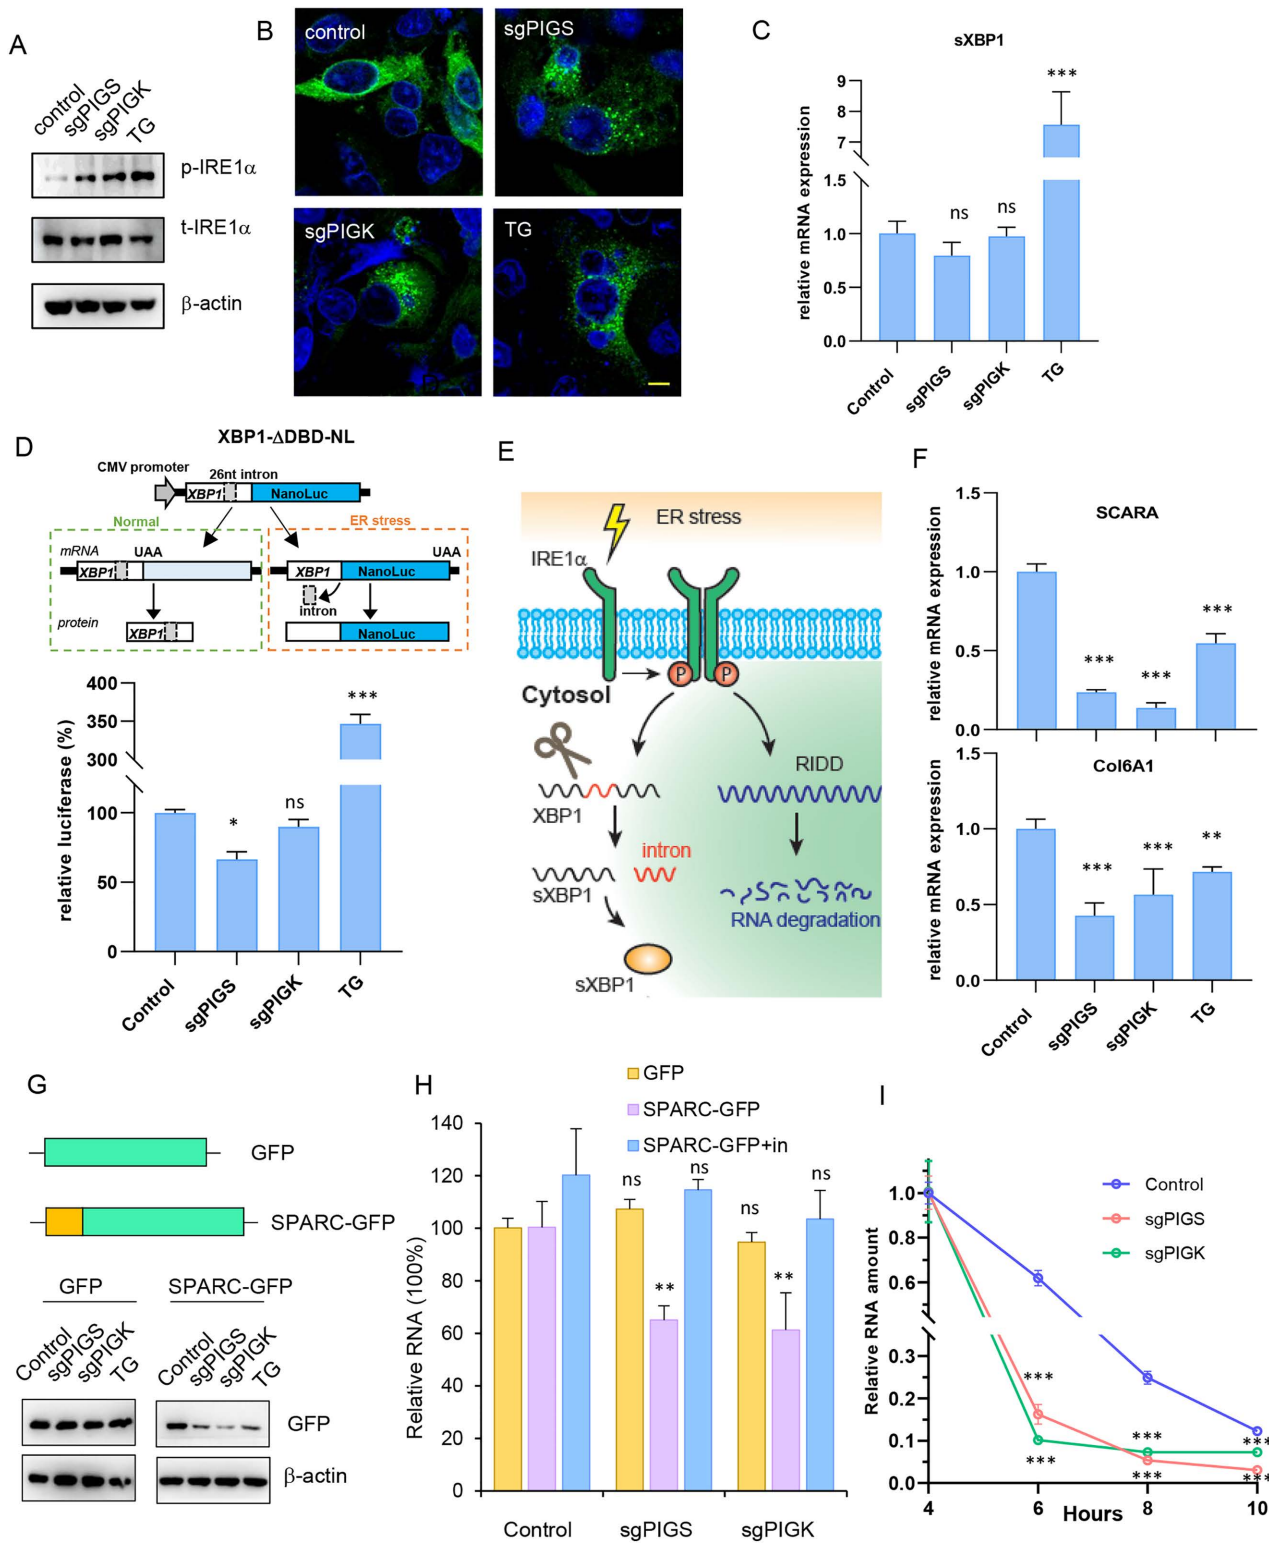 A
control
sgPIGS
sgPIGK
TG
p-IRE1α
t-IRE1α
β-actin
B
control
sgPIGS
sgPIGK
TG
C
sXBP1
relative mRNA expression
9
8
7
1.5
1.0
0.5
0.0
ns
ns
***
Control
sgPIGS
sgPIGK
TG
D
XBP1-ΔDBD-NL
CMV promoter
26nt intron
XBP1
NanoLuc
Normal
ER stress
mRNA
UAA
UAA
XBP1
XBP1
NanoLuc
intron
protein
XBP1
NanoLuc
relative luciferase (%)
400
350
300
100
50
0
*
ns
***
Control
sgPIGS
sgPIGK
TG
E
ER stress
IRE1α
P
P
Cytosol
XBP1
RIDD
intron
sXBP1
RNA degradation
sXBP1
F
SCARA
relative mRNA expression
1.5
1.0
0.5
0.0
***
***
***
Col6A1
relative mRNA expression
1.5
1.0
0.5
0.0
***
***
**
Control
sgPIGS
sgPIGK
TG
G
GFP
SPARC-GFP
GFP
SPARC-GFP
Control
sgPIGS
sgPIGK
TG
Control
sgPIGS
sgPIGK
TG
GFP
β-actin
H
GFP
SPARC-GFP
SPARC-GFP+in
Relative RNA (100%)
140
120
100
80
60
40
20
0
ns
**
ns
ns
**
ns
Control
sgPIGS
sgPIGK
I
Control
sgPIGS
sgPIGK
Relative RNA amount
1.0
0.8
0.6
0.3
0.2
0.1
0.0
***
***
***
***
***
***
4
6
8
10
Hours